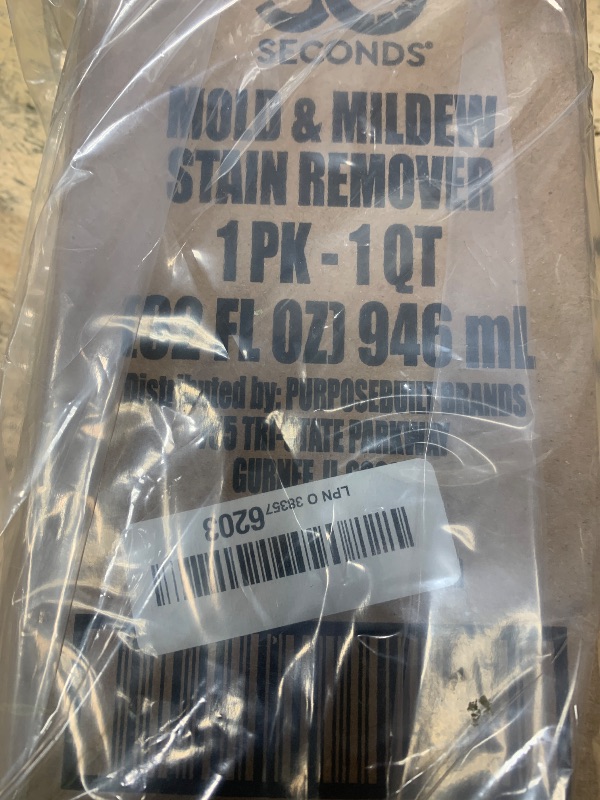 SECONDS®
MOLD & MILDEW
STAIN REMOVER
1 PK - 1 QT
FL OZ) 946 mL
Distributed by: PURPOSEBUILT BRANDS
TRI-STATE PARKWAY
GURNEE, IL
LPN O 38357 6203